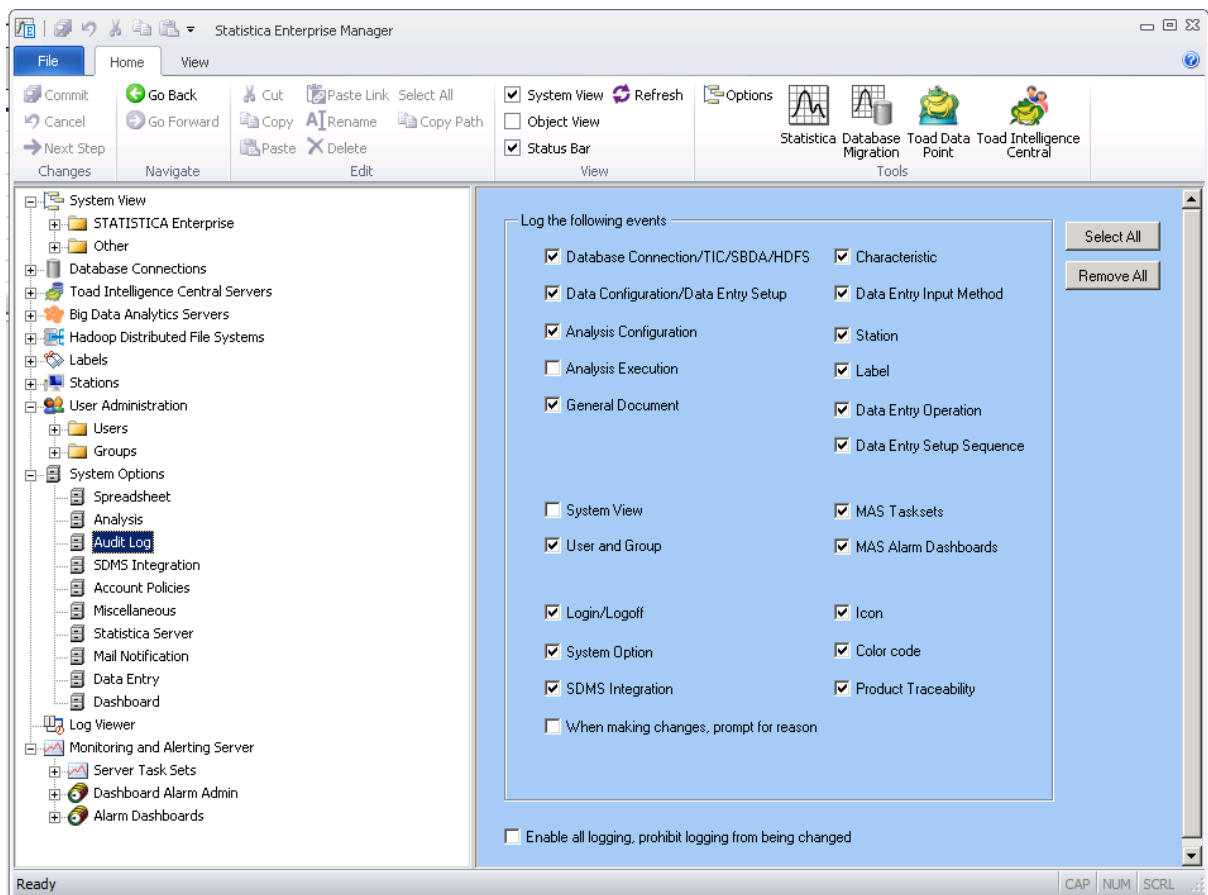 Statistica Enterprise Manager
File Home View
Commit Go Back Cut Paste Link Select All System View Refresh Options
Cancel Go Forward Copy Rename Copy Path Object View
Next Step Paste Delete Status Bar
Statistica Database Migration Toad Data Point Toad Intelligence Central
Changes Navigate Edit View Tools
System View
STATISTICA Enterprise
Other
Database Connections
Toad Intelligence Central Servers
Big Data Analytics Servers
Hadoop Distributed File Systems
Labels
Stations
User Administration
Users
Groups
System Options
Spreadsheet
Analysis
Audit Log
SDMS Integration
Account Policies
Miscellaneous
Statistica Server
Mail Notification
Data Entry
Dashboard
Log Viewer
Monitoring and Alerting Server
Server Task Sets
Dashboard Alarm Admin
Alarm Dashboards
Log the following events
Database Connection/TIC/SBDA/HDFS
Data Configuration/Data Entry Setup
Analysis Configuration
Analysis Execution
General Document
System View
User and Group
Login/Logoff
System Option
SDMS Integration
When making changes, prompt for reason
Characteristic
Data Entry Input Method
Station
Label
Data Entry Operation
Data Entry Setup Sequence
MAS Tasksets
MAS Alarm Dashboards
Icon
Color code
Product Traceability
Select All
Remove All
Enable all logging, prohibit logging from being changed
Ready CAP NUM SCRL